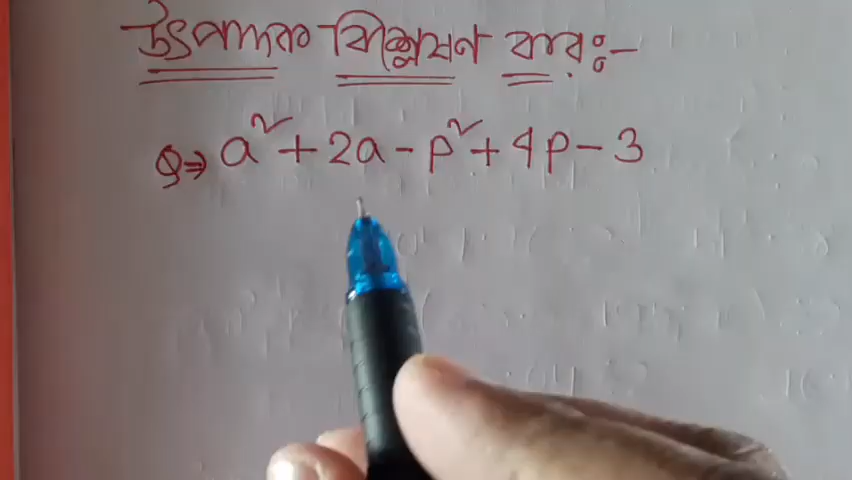 উৎপাদক বিশ্লেষণ কর:-
Q⇒ a² + 2a - p² + 4p - 3